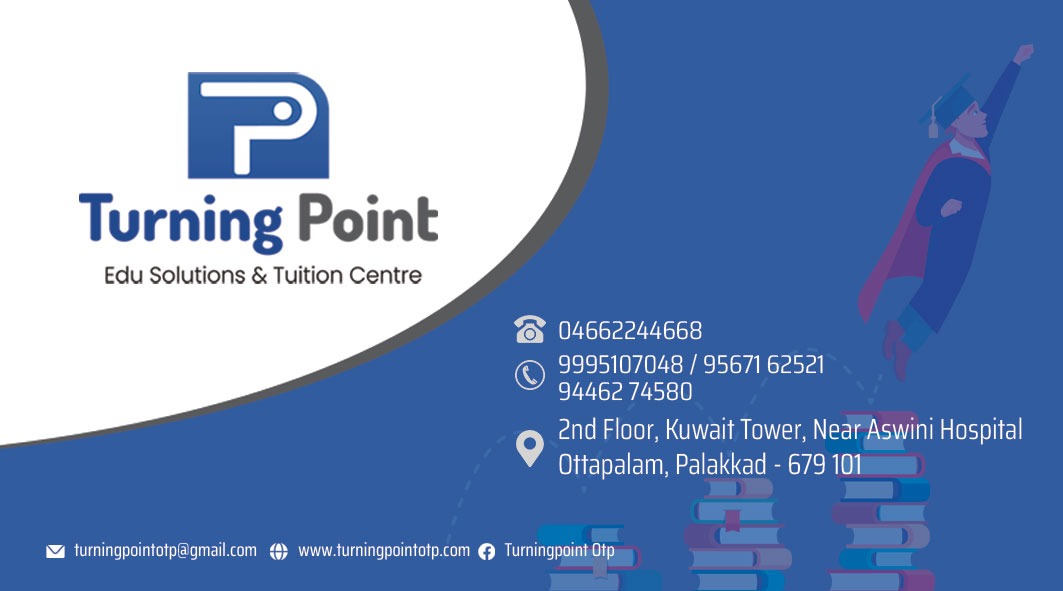 Turning Point
Edu Solutions & Tuition Centre
04662244668
9995107048 / 95671 62521
94462 74580
2nd Floor, Kuwait Tower, Near Aswini Hospital
Ottapalam, Palakkad - 679 101
turningpointotp@gmail.com www.turningpointotp.com Turningpoint Otp